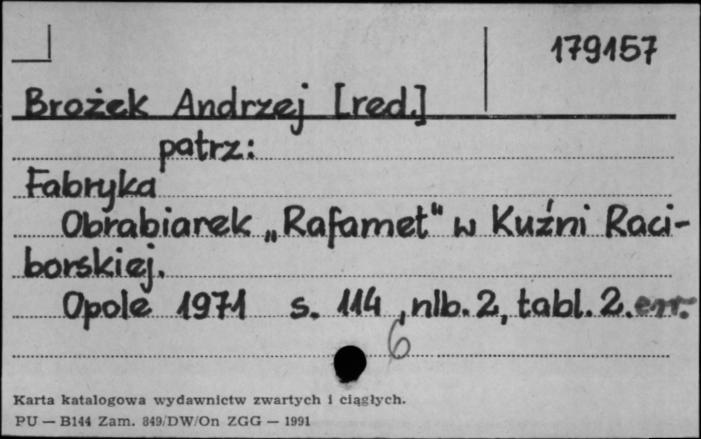 179157
Brożek Andrzej [red.]
patrz:
Fabryka
Obrabiarek „Rafamet" w Kuźni Raci-
borskiej.
Opole 1971 s. 114, nlb. 2, tabl. 2. err.
6
Karta katalogowa wydawnictw zwartych i ciągłych.
PU — B144 Zam. 849/DW/On ZGG — 1991